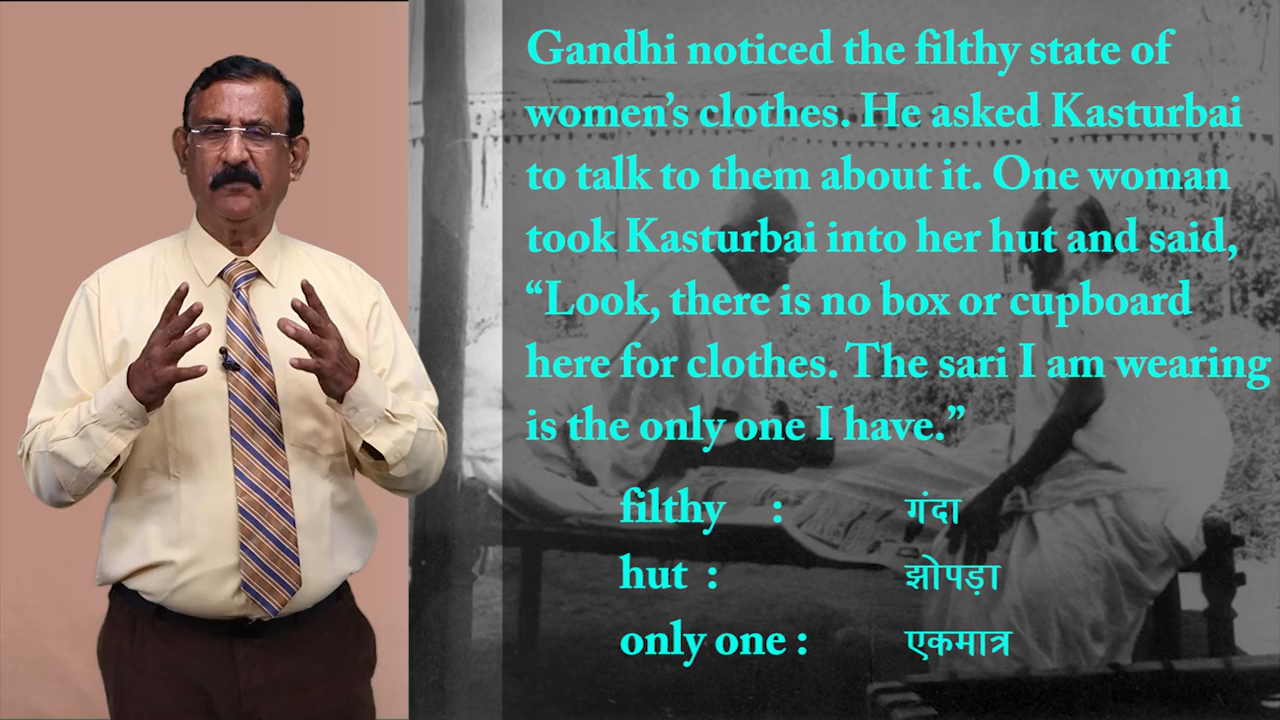 Gandhi noticed the filthy state of
women’s clothes. He asked Kasturbai
to talk to them about it. One woman
took Kasturbai into her hut and said,
“Look, there is no box or cupboard
here for clothes. The sari I am wearing
is the only one I have.”
filthy : गंदा
hut : झोपड़ा
only one : एकमात्र